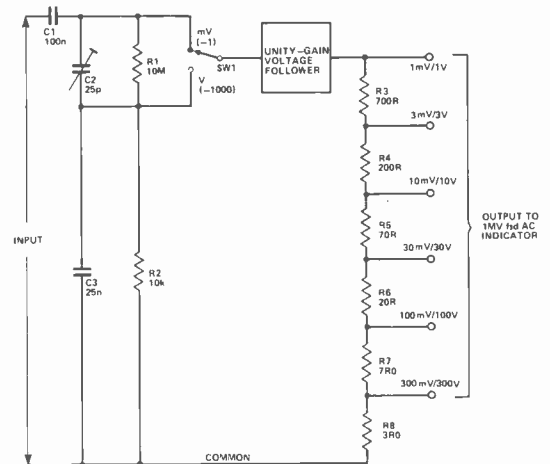 C1
100n
C2
25p
R1
10M
mV
(–1)
SW1
V
(–1000)
UNITY-GAIN
VOLTAGE
FOLLOWER
1mV/1V
R3
700R
3mV/3V
R4
200R
10mV/10V
R5
70R
30mV/30V
R6
20R
100mV/100V
R7
7R0
300mV/300V
R8
3R0
OUTPUT TO
1MV fsd AC
INDICATOR
INPUT
C3
25n
R2
10k
COMMON